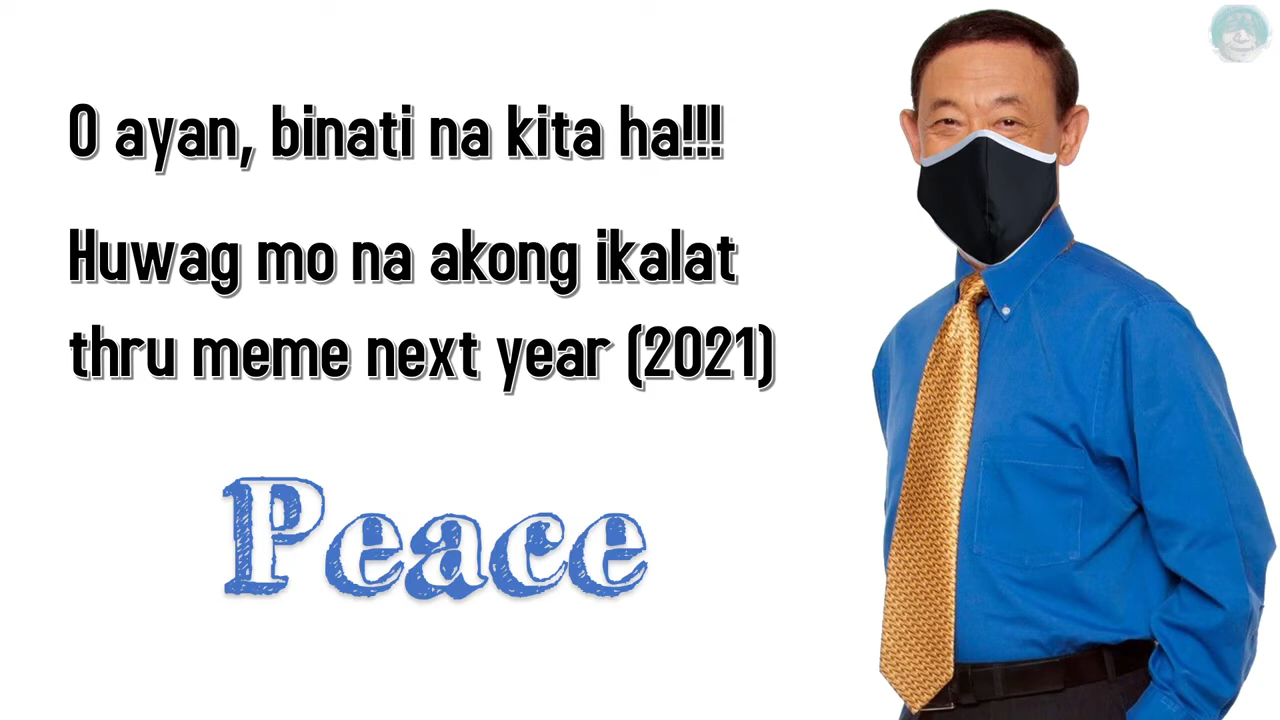 O ayan, binati na kita ha!!!
Huwag mo na akong ikalat
thru meme next year (2021)
Peace